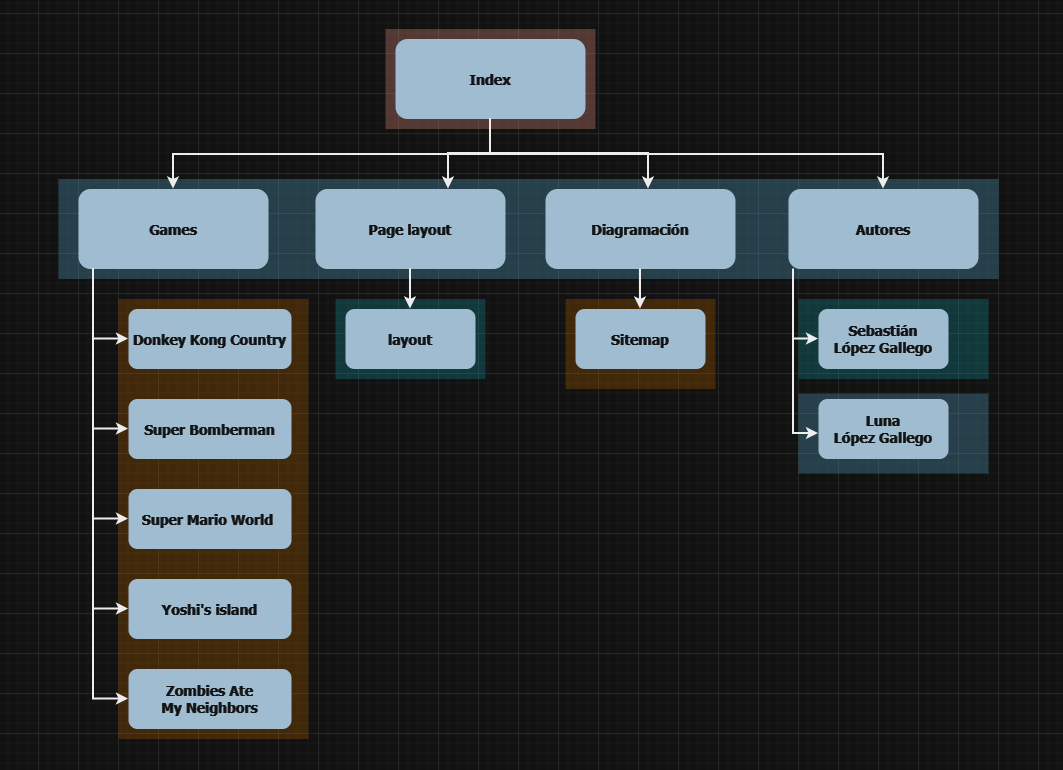 Index
Games
Page layout
Diagramación
Autores
Donkey Kong Country
layout
Sitemap
Sebastián
López Gallego
Super Bomberman
Luna
López Gallego
Super Mario World
Yoshi's island
Zombies Ate
My Neighbors